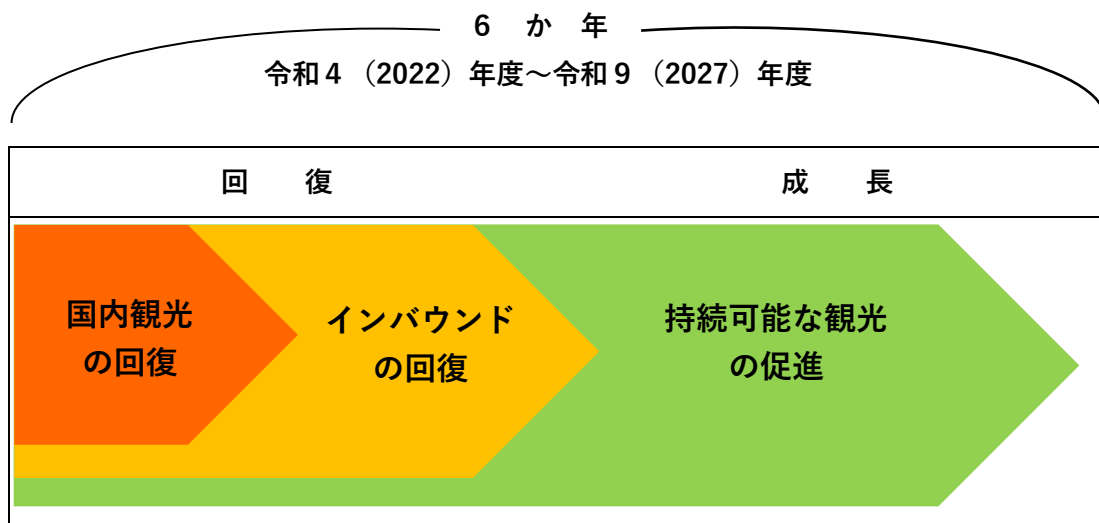 6 か 年
令和4（2022）年度～令和9（2027）年度
回 復
成 長
国内観光
の回復
インバウンド
の回復
持続可能な観光
の促進